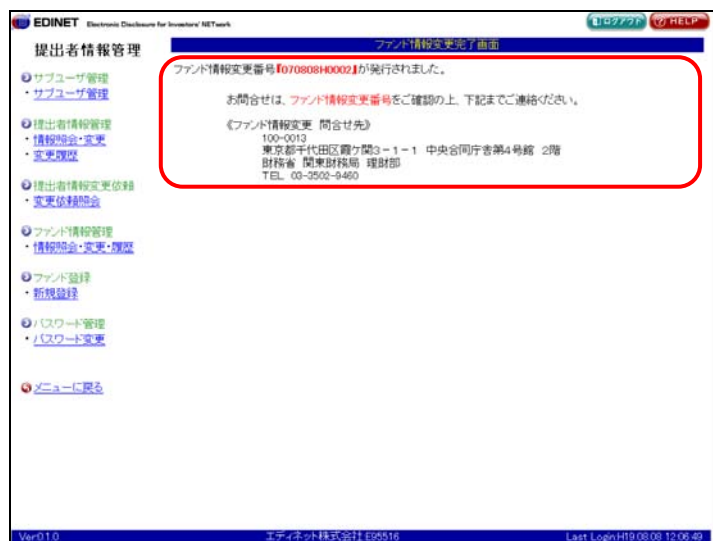 EDINET Electronic Disclosure for Investors' NETwork
ログアウト
HELP
提出者情報管理
ファンド情報変更完了画面
サブユーザ管理
・サブユーザ管理
提出者情報管理
・情報照会・変更
・変更履歴
提出者情報変更依頼
・変更依頼照会
ファンド情報管理
・情報照会・変更・履歴
ファンド登録
・新規登録
パスワード管理
・パスワード変更
メニューに戻る
ファンド情報変更番号『070808H0002』が発行されました。
お問合せは、ファンド情報変更番号をご確認の上、下記までご連絡ください。
《ファンド情報変更 問合せ先》
100-0013
東京都千代田区霞ケ関3-1-1 中央合同庁舎第4号館 2階
財務省 関東財務局 理財部
TEL 03-3502-9460
Ver.0.1.0
エディネット株式会社 E95516
Last Login:H19.08.08 12:06:49